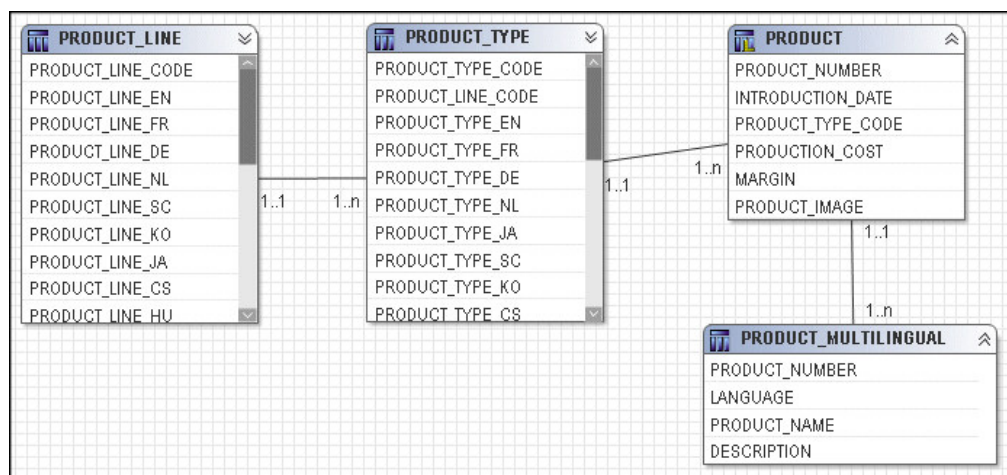 PRODUCT_LINE
PRODUCT_LINE_CODE
PRODUCT_LINE_EN
PRODUCT_LINE_FR
PRODUCT_LINE_DE
PRODUCT_LINE_NL
PRODUCT_LINE_SC
PRODUCT_LINE_KO
PRODUCT_LINE_JA
PRODUCT_LINE_CS
PRODUCT_LINE_HU
1..1
1..n
PRODUCT_TYPE
PRODUCT_TYPE_CODE
PRODUCT_LINE_CODE
PRODUCT_TYPE_EN
PRODUCT_TYPE_FR
PRODUCT_TYPE_DE
PRODUCT_TYPE_NL
PRODUCT_TYPE_JA
PRODUCT_TYPE_SC
PRODUCT_TYPE_KO
PRODUCT_TYPE_CS
1..1
1..n
PRODUCT
PRODUCT_NUMBER
INTRODUCTION_DATE
PRODUCT_TYPE_CODE
PRODUCTION_COST
MARGIN
PRODUCT_IMAGE
1..1
1..n
PRODUCT_MULTILINGUAL
PRODUCT_NUMBER
LANGUAGE
PRODUCT_NAME
DESCRIPTION